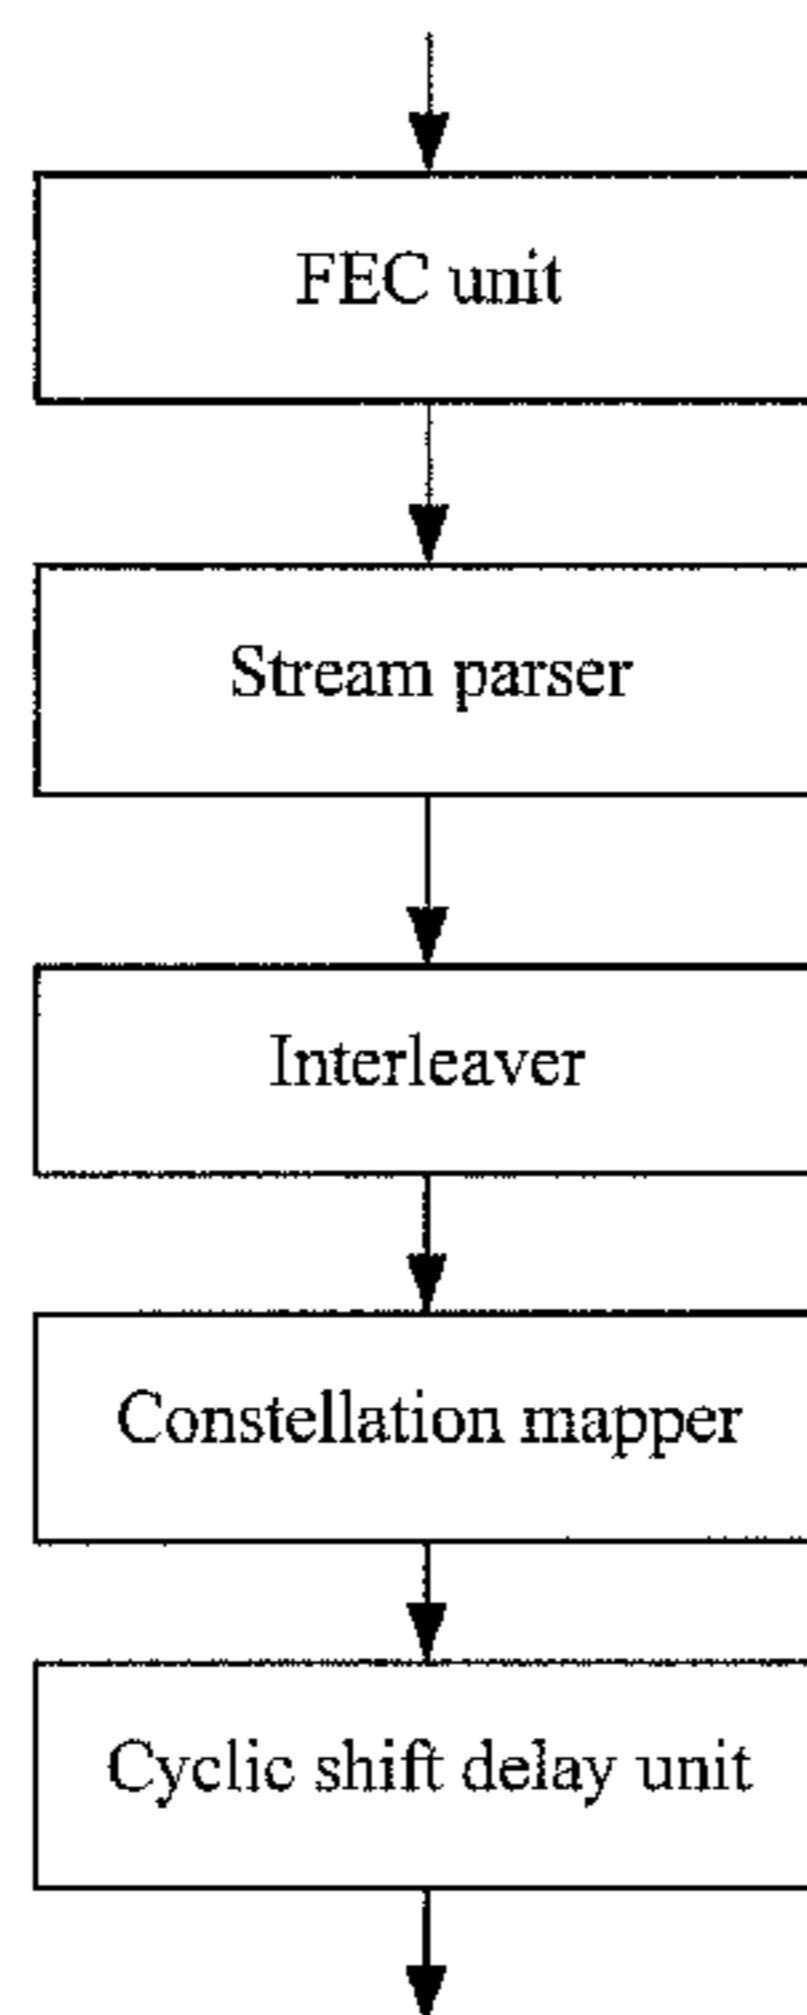 FEC unit
Stream parser
Interleaver
Constellation mapper
Cyclic shift delay unit